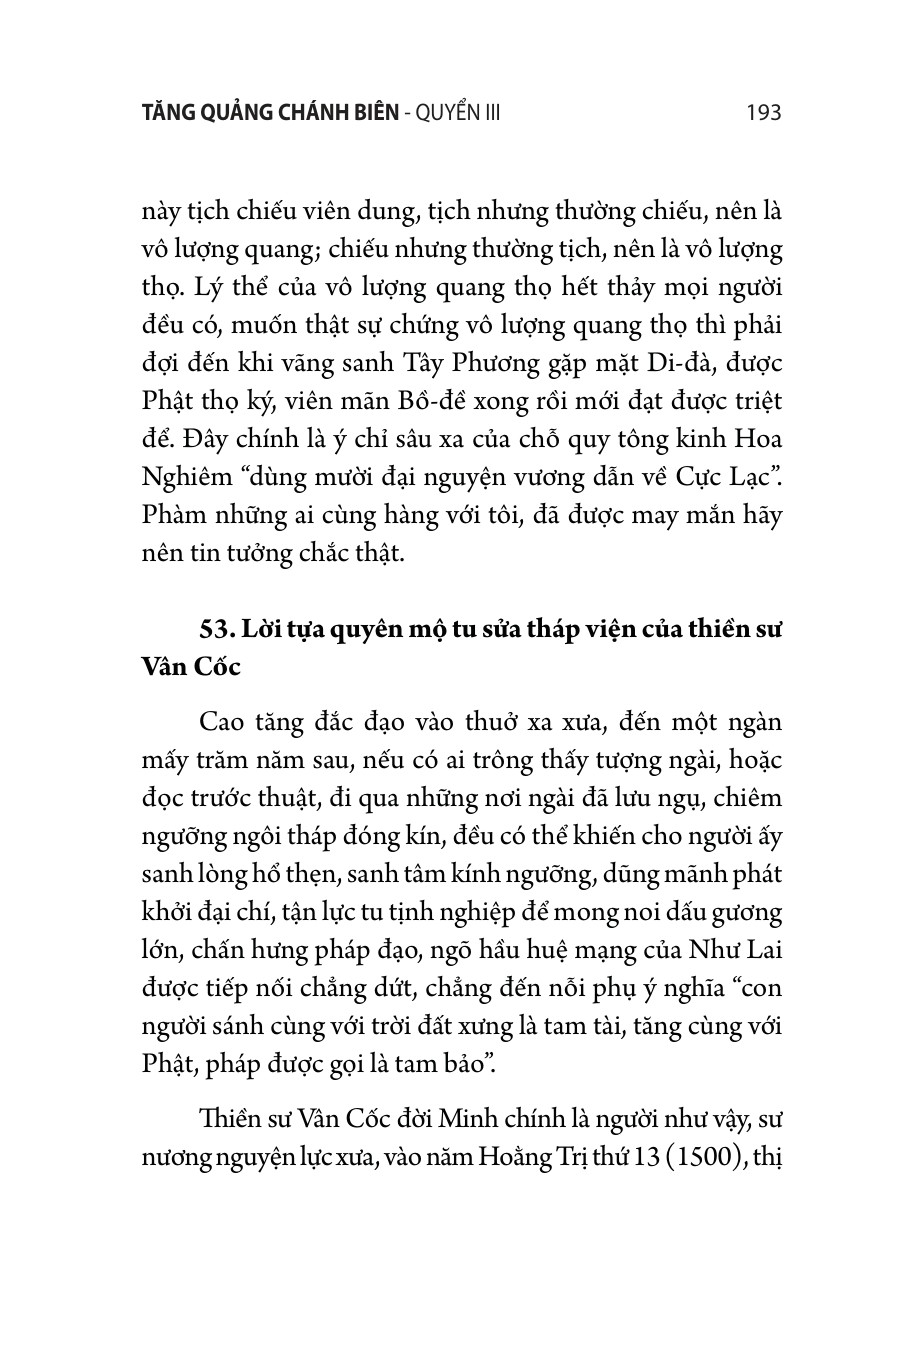 TĂNG QUẢNG CHÁNH BIÊN - QUYỂN III 193
này tịch chiếu viên dung, tịch nhưng thường chiếu, nên là
vô lượng quang; chiếu nhưng thường tịch, nên là vô lượng
thọ. Lý thể của vô lượng quang thọ hết thảy mọi người
đều có, muốn thật sự chứng vô lượng quang thọ thì phải
đợi đến khi vãng sanh Tây Phương gặp mặt Di-đà, được
Phật thọ ký, viên mãn Bồ-đề xong rồi mới đạt được triệt
để. Đây chính là ý chỉ sâu xa của chỗ quy tông kinh Hoa
Nghiêm “dùng mười đại nguyện vương dẫn về Cực Lạc”.
Phàm những ai cùng hàng với tôi, đã được may mắn hãy
nên tin tưởng chắc thật.
53. Lời tựa quyên mộ tu sửa tháp viện của thiền sư
Vân Cốc
Cao tăng đắc đạo vào thuở xa xưa, đến một ngàn
mấy trăm năm sau, nếu có ai trông thấy tượng ngài, hoặc
đọc trước thuật, đi qua những nơi ngài đã lưu ngụ, chiêm
ngưỡng ngôi tháp đóng kín, đều có thể khiến cho người ấy
sanh lòng hổ thẹn, sanh tâm kính ngưỡng, dũng mãnh phát
khởi đại chí, tận lực tu tịnh nghiệp để mong noi dấu gương
lớn, chấn hưng pháp đạo, ngõ hầu huệ mạng của Như Lai
được tiếp nối chẳng dứt, chẳng đến nỗi phụ ý nghĩa “con
người sánh cùng với trời đất xưng là tam tài, tăng cùng với
Phật, pháp được gọi là tam bảo”.
Thiền sư Vân Cốc đời Minh chính là người như vậy, sư
nương nguyện lực xưa, vào năm Hoằng Trị thứ 13 (1500), thị